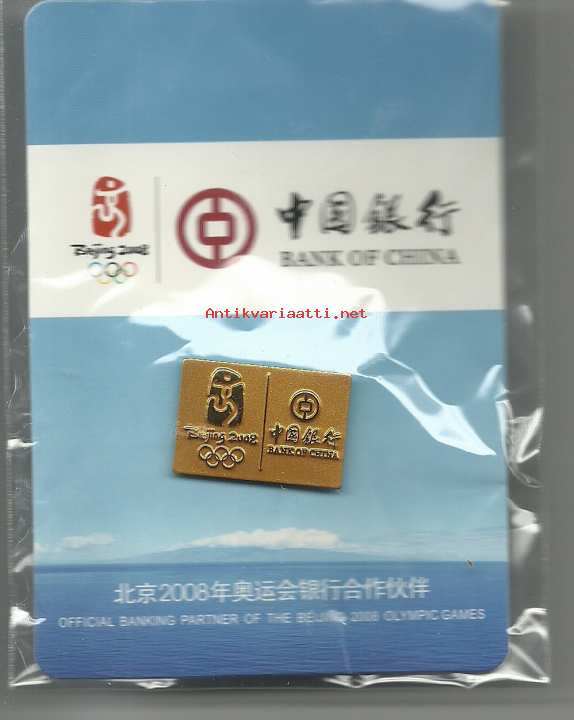 Beijing 2008
中国银行
BANK OF CHINA
Antikvariaatti.net
Beijing 2008
中国银行
BANK OF CHINA
北京2008年奥运会银行合作伙伴
OFFICIAL BANKING PARTNER OF THE BEIJING 2008 OLYMPIC GAMES